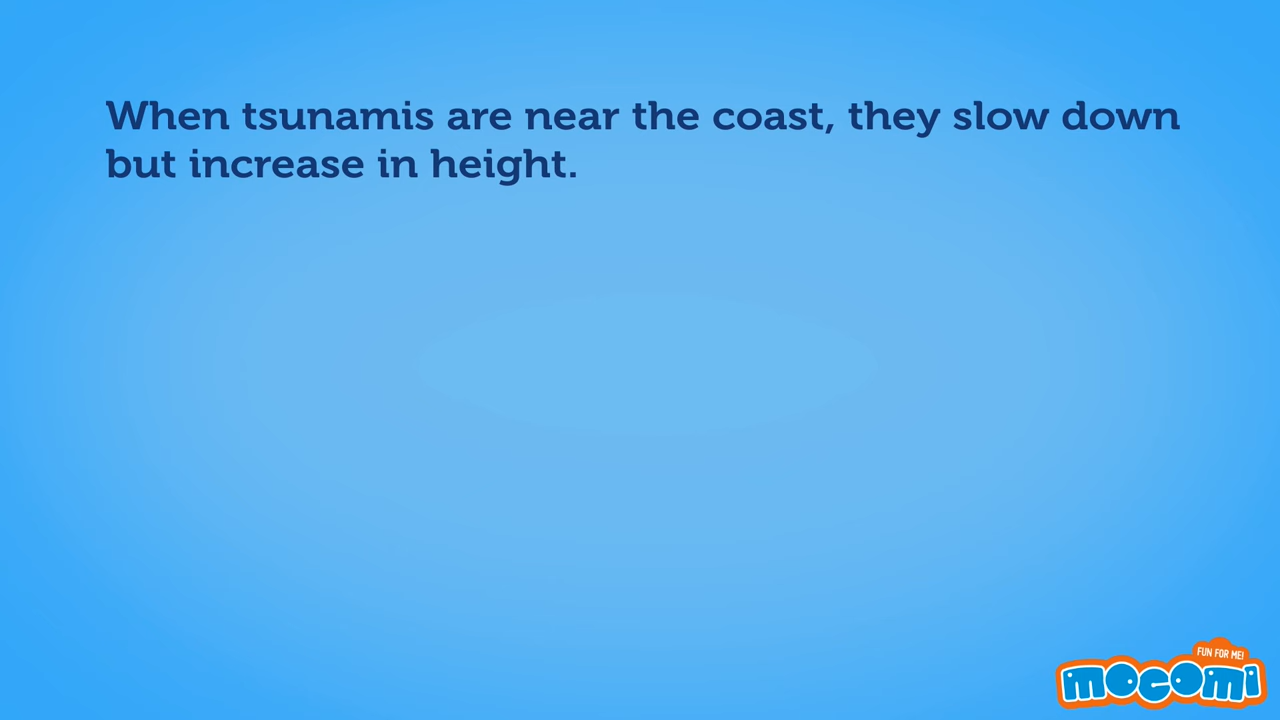 When tsunamis are near the coast, they slow down
but increase in height.
FUN FOR ME!
mocomi